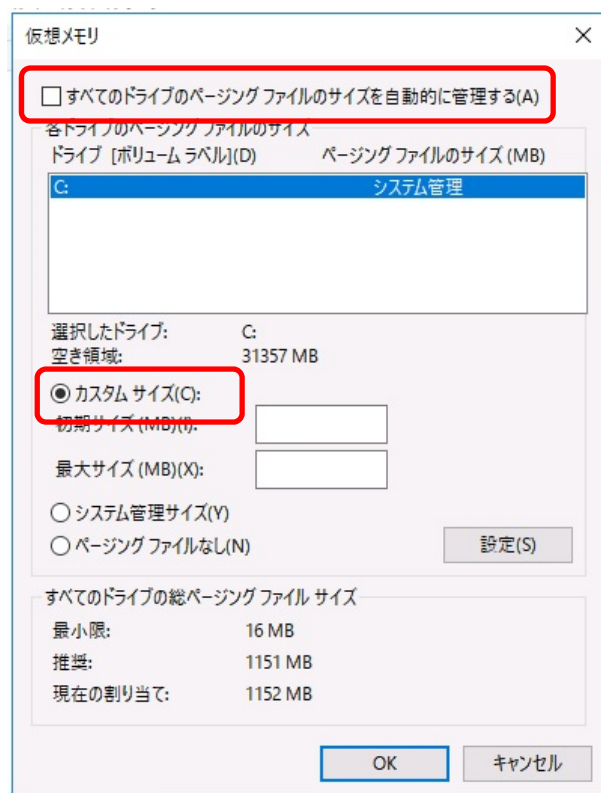 仮想メモリ
すべてのドライブのページング ファイルのサイズを自動的に管理する(A)
各ドライブのページング ファイルのサイズ
ドライブ [ボリューム ラベル](D) ページング ファイルのサイズ (MB)
C: システム管理
選択したドライブ: C:
空き領域: 31357 MB
カスタム サイズ(C):
初期サイズ (MB)(I):
最大サイズ (MB)(X):
システム管理サイズ(Y)
ページング ファイルなし(N) 設定(S)
すべてのドライブの総ページング ファイル サイズ
最小限: 16 MB
推奨: 1151 MB
現在の割り当て: 1152 MB
OK キャンセル